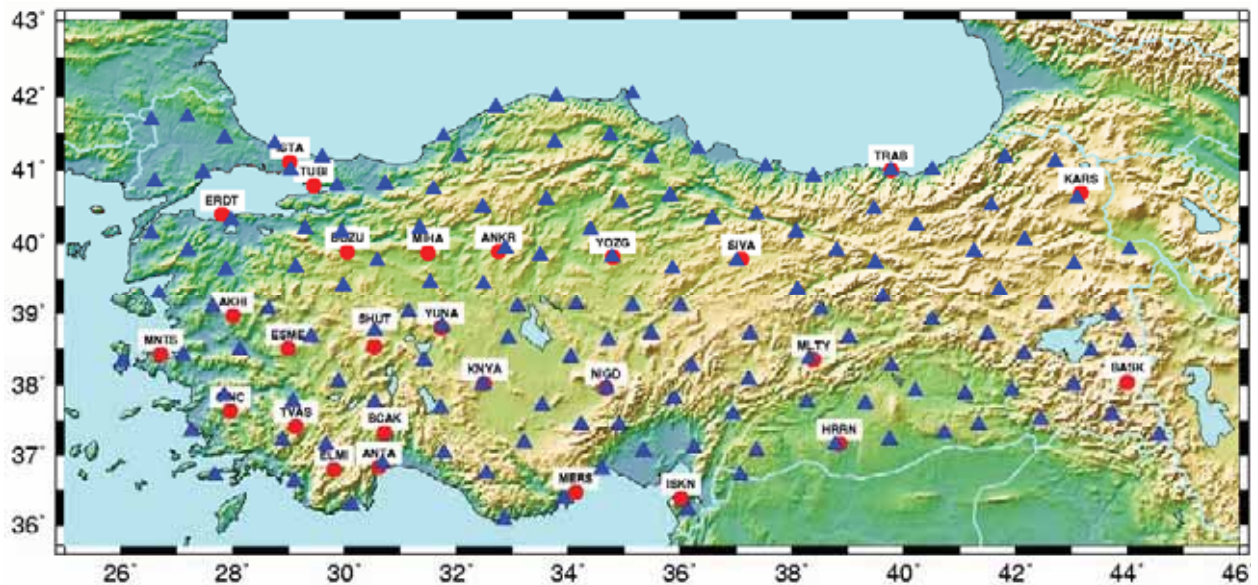 43°
42°
41°
40°
39°
38°
37°
36°
TRAB
TUBI
KARS
ERDT
MIHA
ANKR
YOZG
SIVA
AKHI
SHUT
YUNA
ESME
MNTS
MLTY
KNYA
NIGD
BASK
TVAS
BCAK
HRRN
ELMI
ANTA
MERS
ISKN
26° 28° 30° 32° 34° 36° 38° 40° 42° 44° 46°